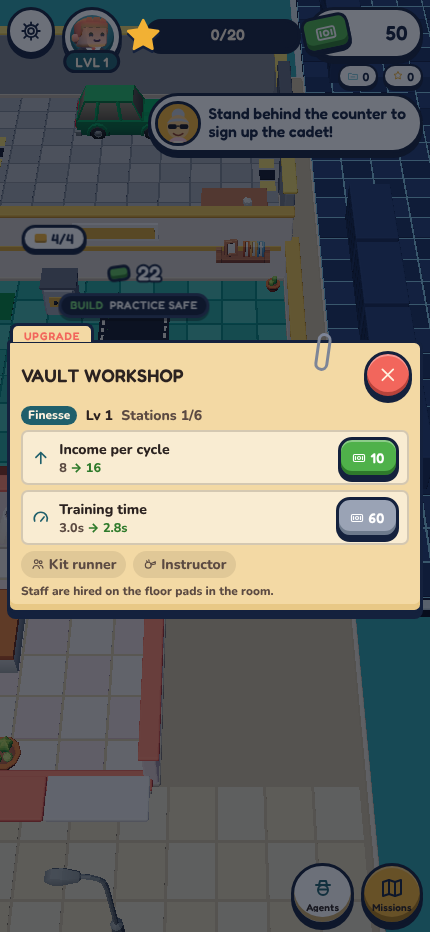 0/20
50
LVL 1
0
0
Stand behind the counter to
sign up the cadet!
4/4
22
BUILD PRACTICE SAFE
UPGRADE
VAULT WORKSHOP
Finesse Lv 1 Stations 1/6
Income per cycle
8 → 16
10
Training time
3.0s → 2.8s
60
Kit runner Instructor
Staff are hired on the floor pads in the room.
Agents
Missions